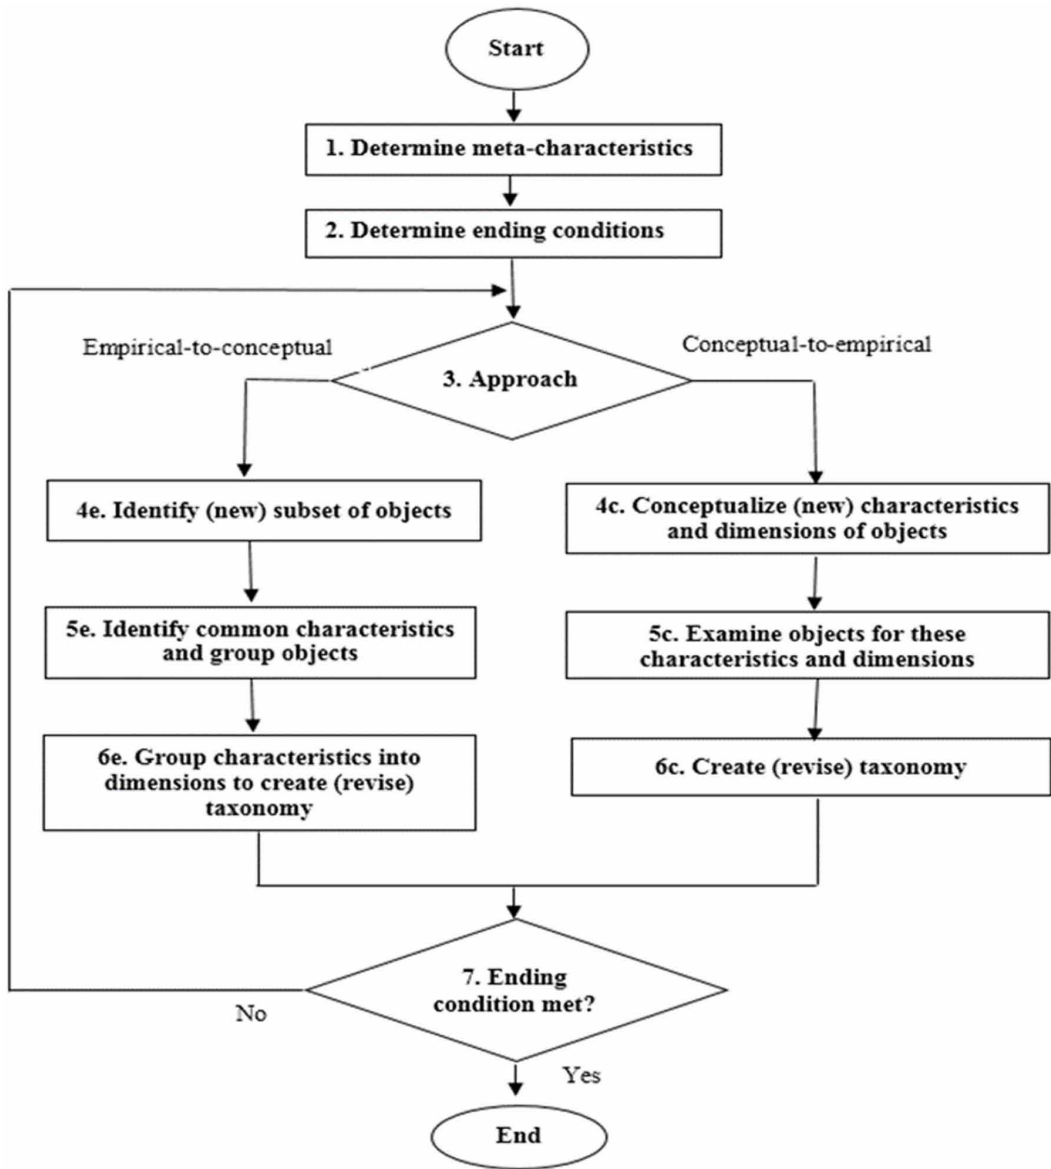 Start
1. Determine meta-characteristics
2. Determine ending conditions
Empirical-to-conceptual
Conceptual-to-empirical
3. Approach
4e. Identify (new) subset of objects
5e. Identify common characteristics
and group objects
6e. Group characteristics into
dimensions to create (revise)
taxonomy
4c. Conceptualize (new) characteristics
and dimensions of objects
5c. Examine objects for these
characteristics and dimensions
6c. Create (revise) taxonomy
7. Ending
condition met?
No
Yes
End